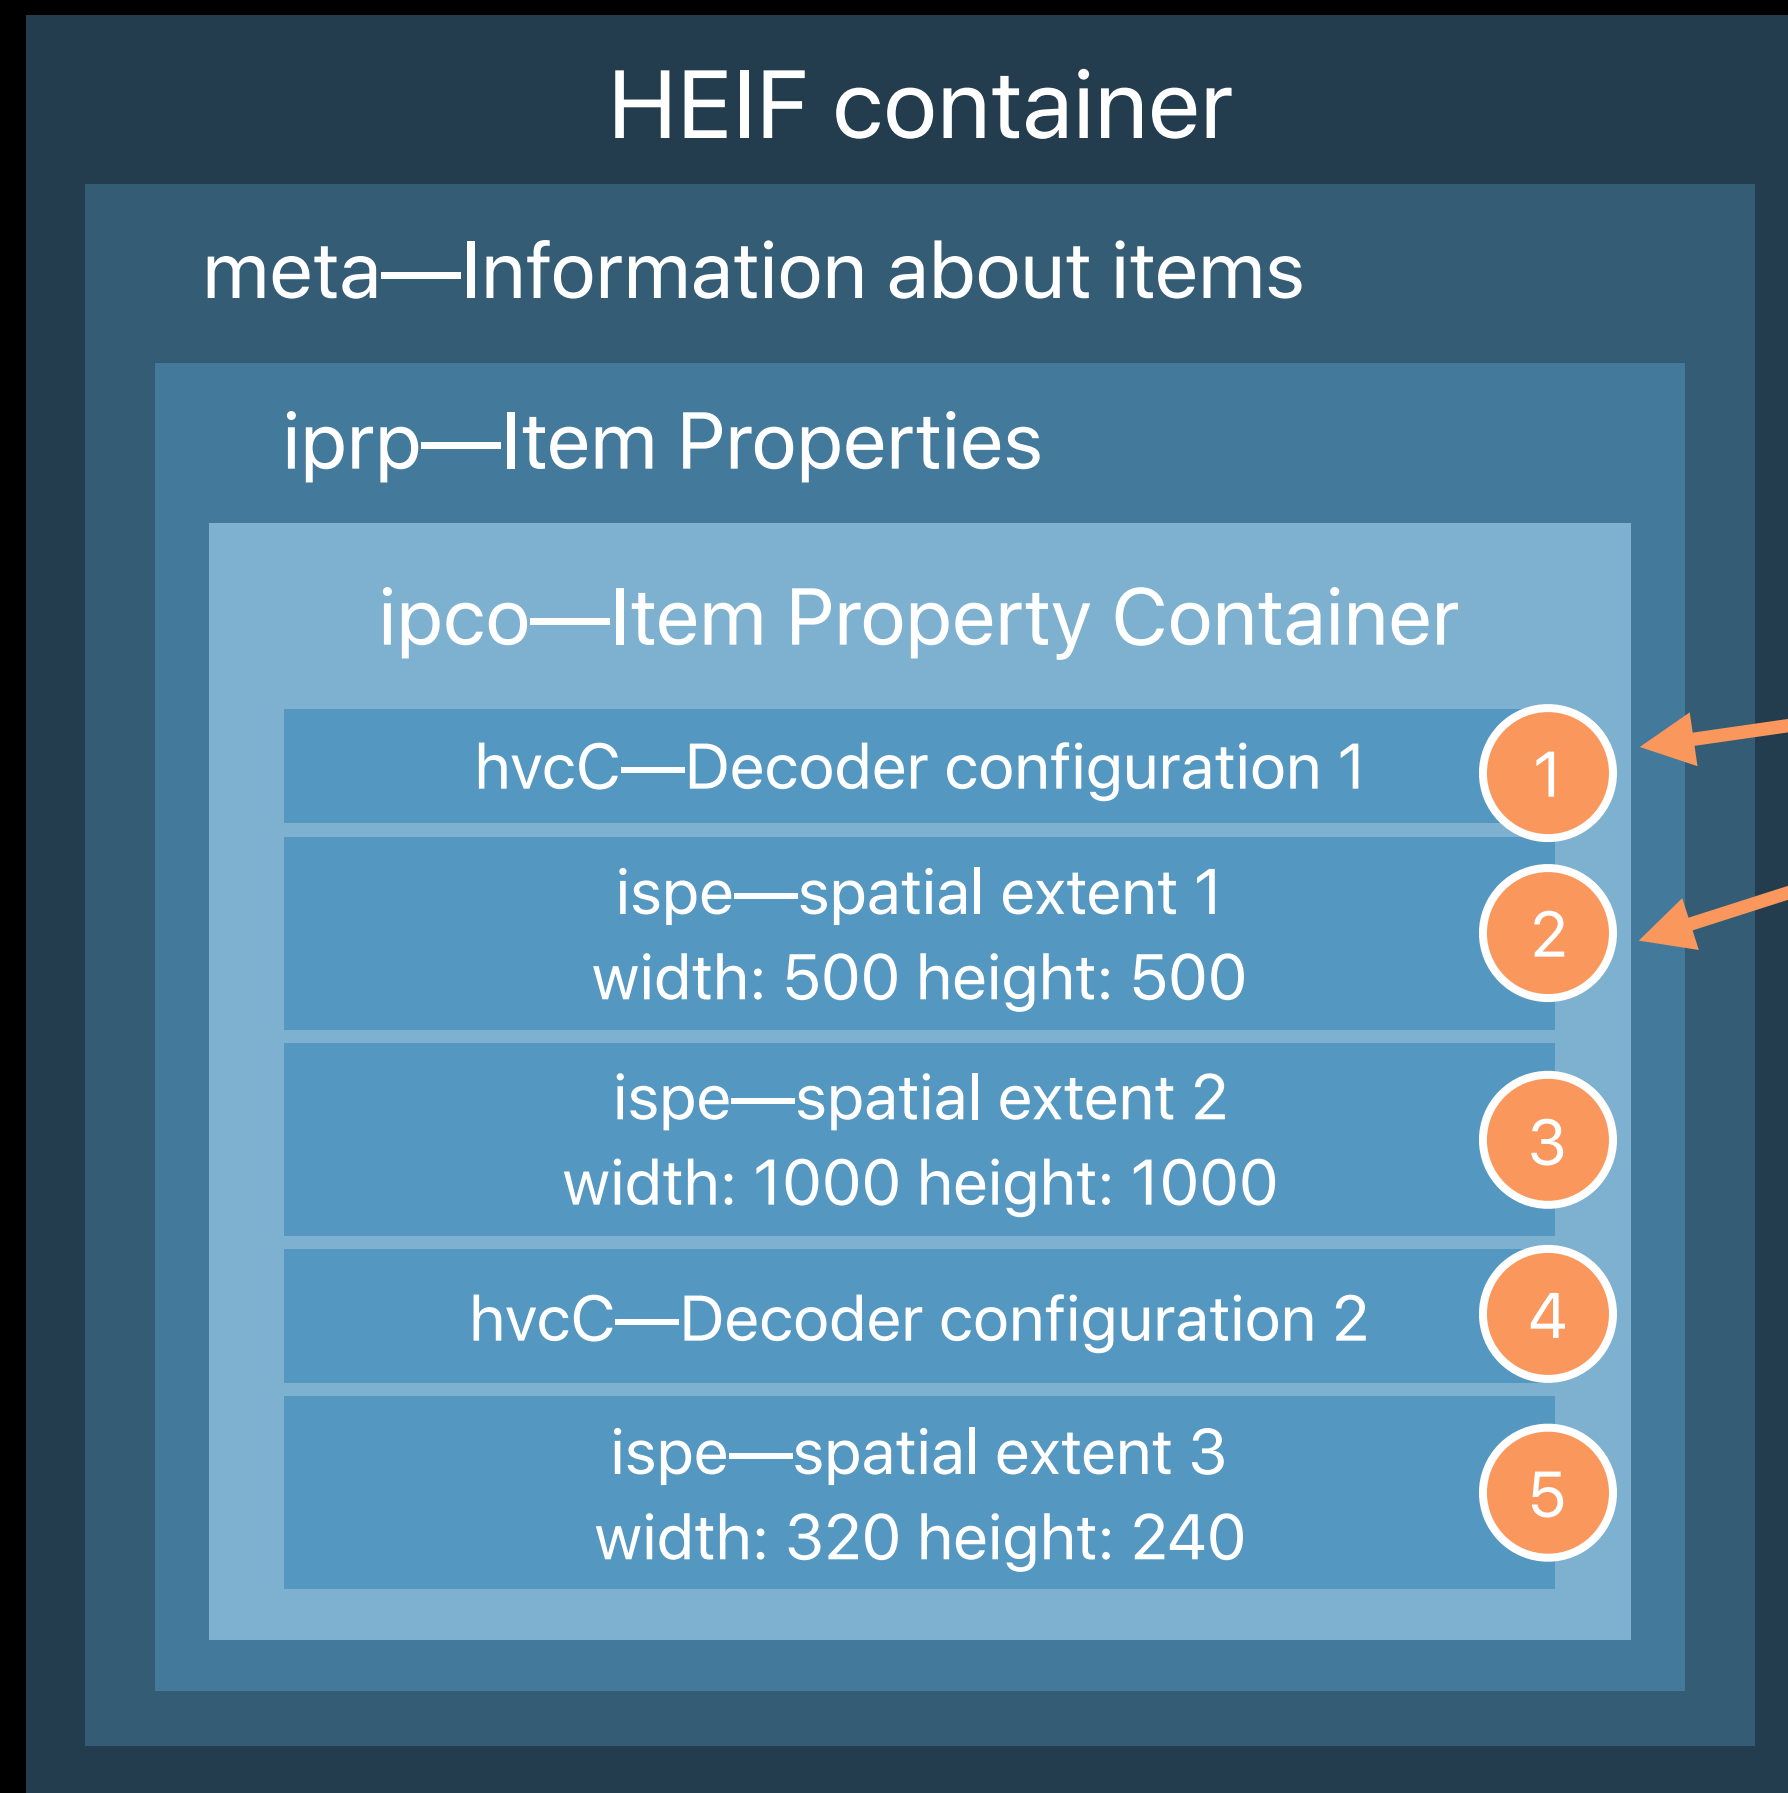 HEIF container
meta—Information about items
iprp—Item Properties
ipco—Item Property Container
hvcC—Decoder configuration 1
1
ispe—spatial extent 1
width: 500 height: 500
2
ispe—spatial extent 2
width: 1000 height: 1000
3
hvcC—Decoder configuration 2
4
ispe—spatial extent 3
width: 320 height: 240
5